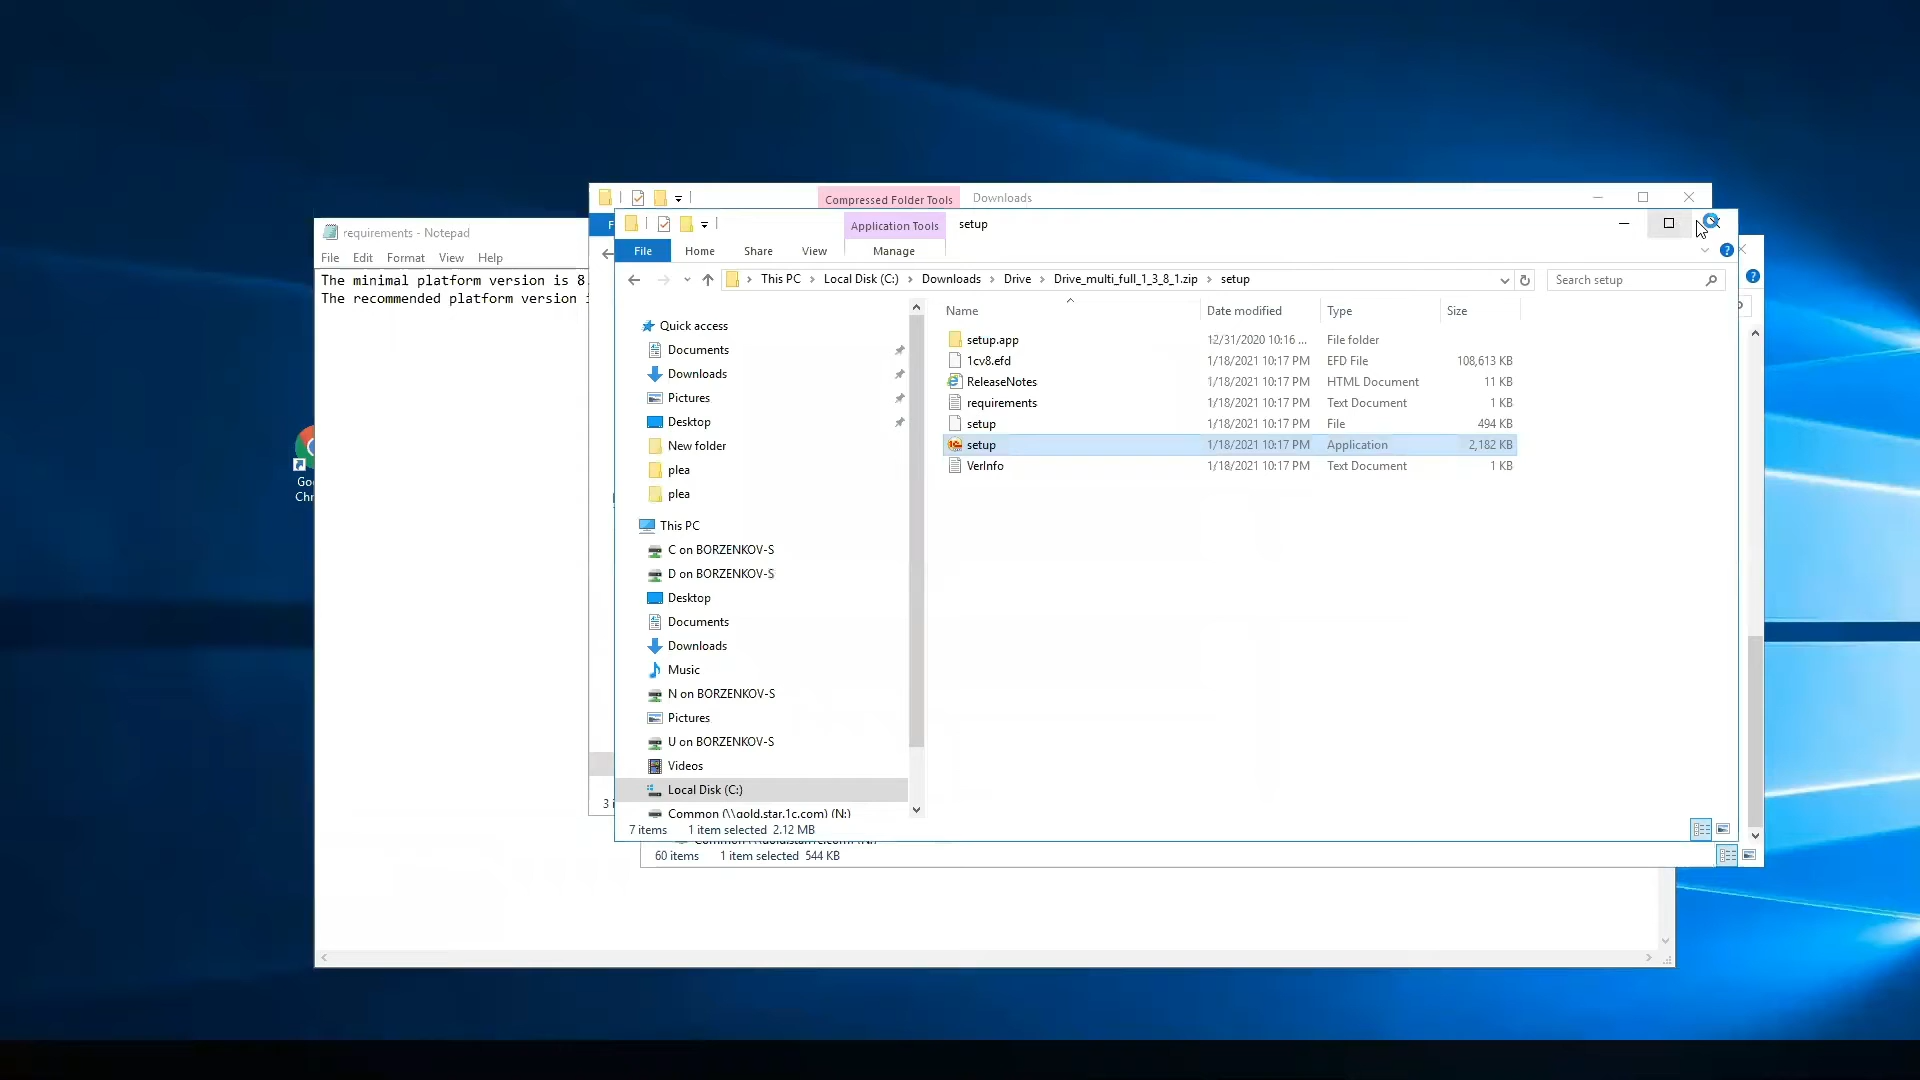 Compressed Folder Tools
Downloads
Application Tools
setup
requirements - Notepad
File
Home
Share
View
Manage
File
Edit
Format
View
Help
The minimal platform version is 8
The recommended platform version i
This PC
Local Disk (C:)
Downloads
Drive
Drive_multi_full_1_3_8_1.zip
setup
Search setup
Name
Date modified
Type
Size
setup.app 12/31/2020 10:16 ... File folder
1cv8.efd 1/18/2021 10:17 PM EFD File 108,613 KB
ReleaseNotes 1/18/2021 10:17 PM HTML Document 11 KB
requirements 1/18/2021 10:17 PM Text Document 1 KB
setup 1/18/2021 10:17 PM File 494 KB
setup 1/18/2021 10:17 PM Application 2,182 KB
VerInfo 1/18/2021 10:17 PM Text Document 1 KB
Quick access
Documents
Downloads
Pictures
Desktop
New folder
plea
plea
This PC
C on BORZENKOV-S
D on BORZENKOV-S
Desktop
Documents
Downloads
Music
N on BORZENKOV-S
Pictures
U on BORZENKOV-S
Videos
Local Disk (C:)
Common (\\gold.star.1c.com) (N:)
7 items 1 item selected 2.12 MB
60 items 1 item selected 544 KB
3 i
Goo
Chr